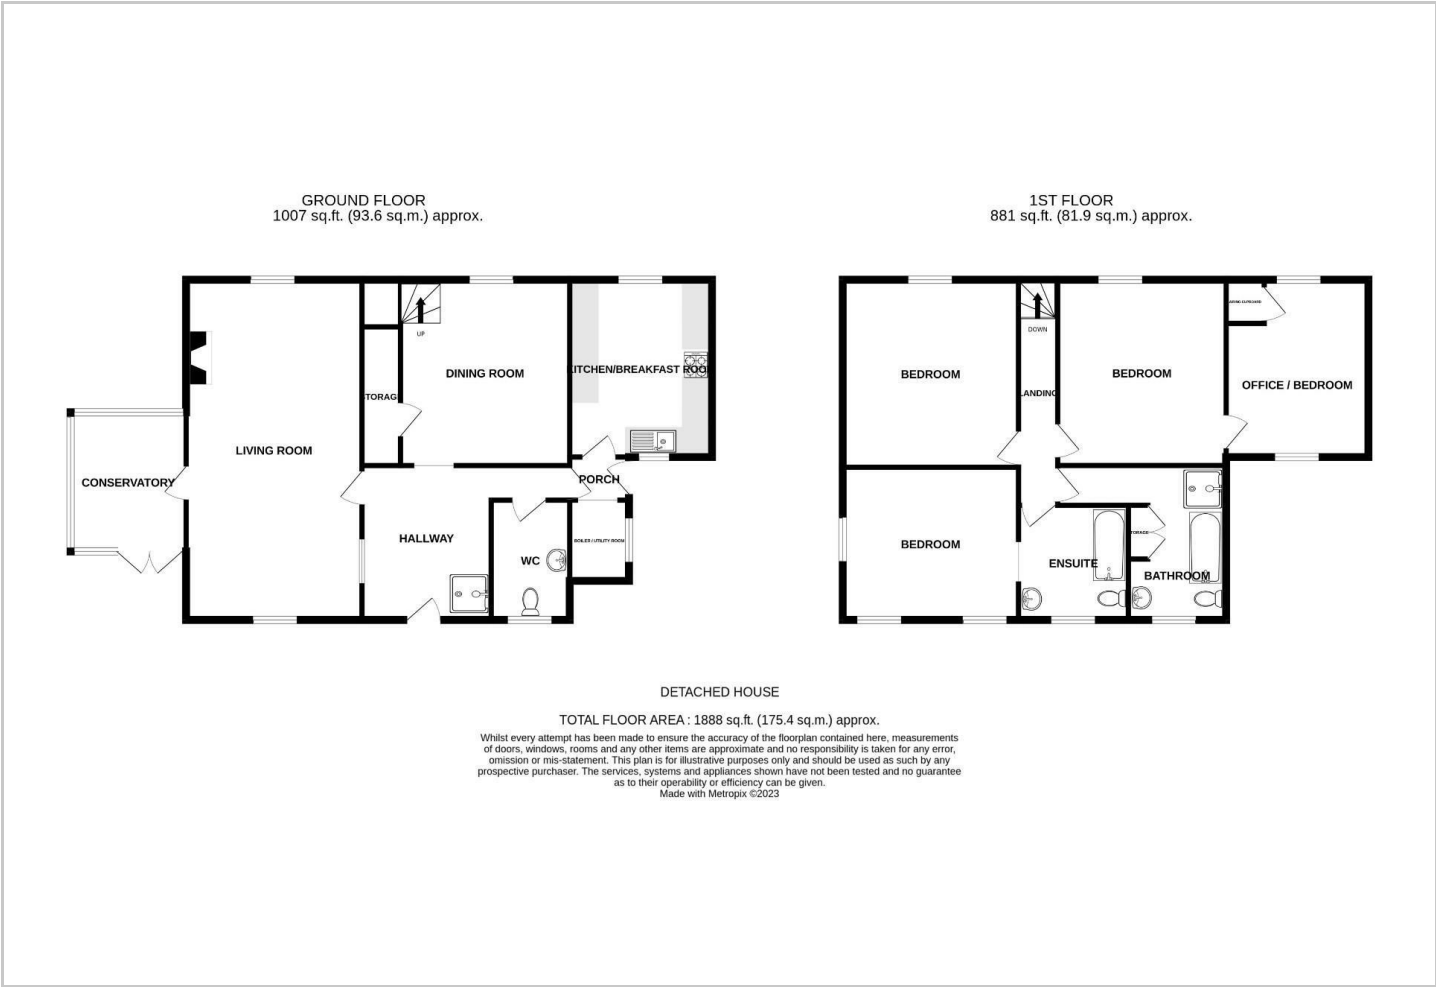 GROUND FLOOR
1007 sq.ft. (93.6 sq.m.) approx.
1ST FLOOR
881 sq.ft. (81.9 sq.m.) approx.
UP
DINING ROOM
KITCHEN/BREAKFAST ROO
STORAGE
LIVING ROOM
CONSERVATORY
PORCH
HALLWAY
WC
BOILER / UTILITY ROOM
DOWN
BEDROOM
BEDROOM
LANDING
OFFICE / BEDROOM
BEDROOM
ENSUITE
STORAGE
BATHROOM
DETACHED HOUSE
TOTAL FLOOR AREA : 1888 sq.ft. (175.4 sq.m.) approx.
Whilst every attempt has been made to ensure the accuracy of the floorplan contained here, measurements
of doors, windows, rooms and any other items are approximate and no responsibility is taken for any error,
omission or mis-statement. This plan is for illustrative purposes only and should be used as such by any
prospective purchaser. The services, systems and appliances shown have not been tested and no guarantee
as to their operability or efficiency can be given.
Made with Metropix ©2023